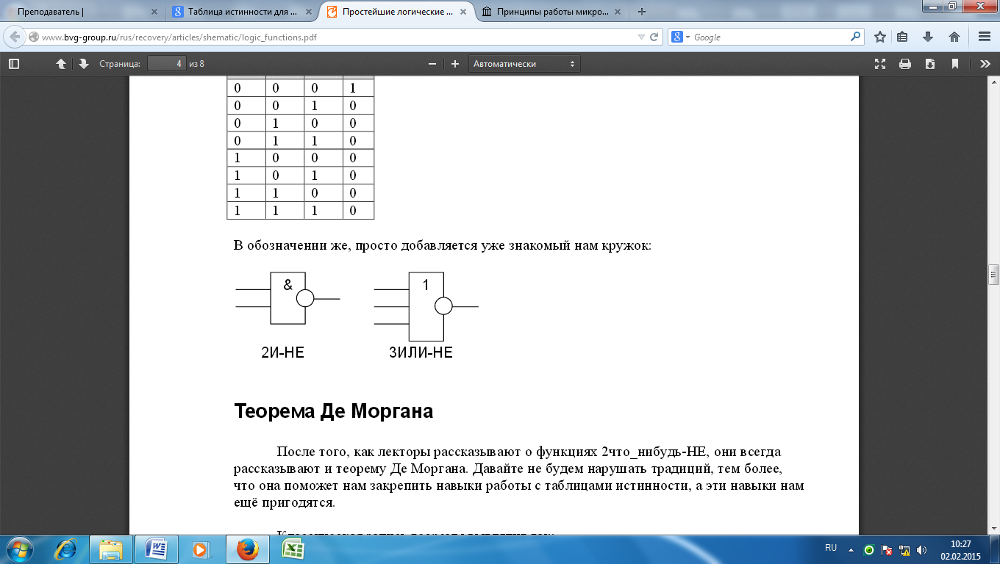 Преподаватель |
Таблица истинности для ...
Простейшие логические ...
Принципы работы микро...
www.bvg-group.ru/rus/recovery/articles/shematic/logic_functions.pdf
Google
Страница: 4 из 8
Автоматически
0 0 0 1
0 0 1 0
0 1 0 0
0 1 1 0
1 0 0 0
1 0 1 0
1 1 0 0
1 1 1 0
В обозначении же, просто добавляется уже знакомый нам кружок:
& 1
2И-НЕ 3ИЛИ-НЕ
Теорема Де Моргана
После того, как лекторы рассказывают о функциях 2что_нибудь-НЕ, они всегда
рассказывают и теорему Де Моргана. Давайте не будем нарушать традиций, тем более,
что она поможет нам закрепить навыки работы с таблицами истинности, а эти навыки нам
ещё пригодятся.
RU
10:27
02.02.2015